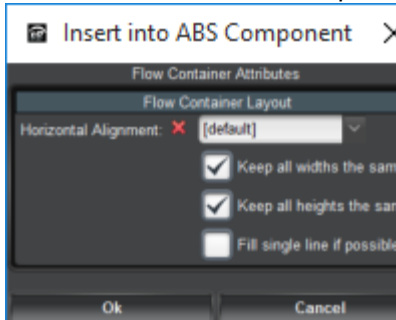 Insert into ABS Component
Flow Container Attributes
Flow Container Layout
Horizontal Alignment: [default]
Keep all widths the sam
Keep all heights the sar
Fill single line if possible
Ok Cancel